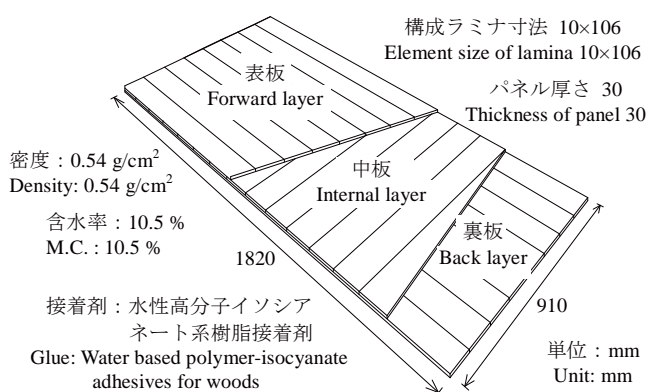 構成ラミナ寸法 10×106
Element size of lamina 10×106
パネル厚さ 30
Thickness of panel 30
表板
Forward layer
密度：0.54 g/cm²
Density: 0.54 g/cm²
中板
Internal layer
含水率：10.5 %
M.C. : 10.5 %
裏板
Back layer
1820
910
接着剤：水性高分子イソシア
ネート系樹脂接着剤
Glue: Water based polymer-isocyanate
adhesives for woods
単位：mm
Unit: mm